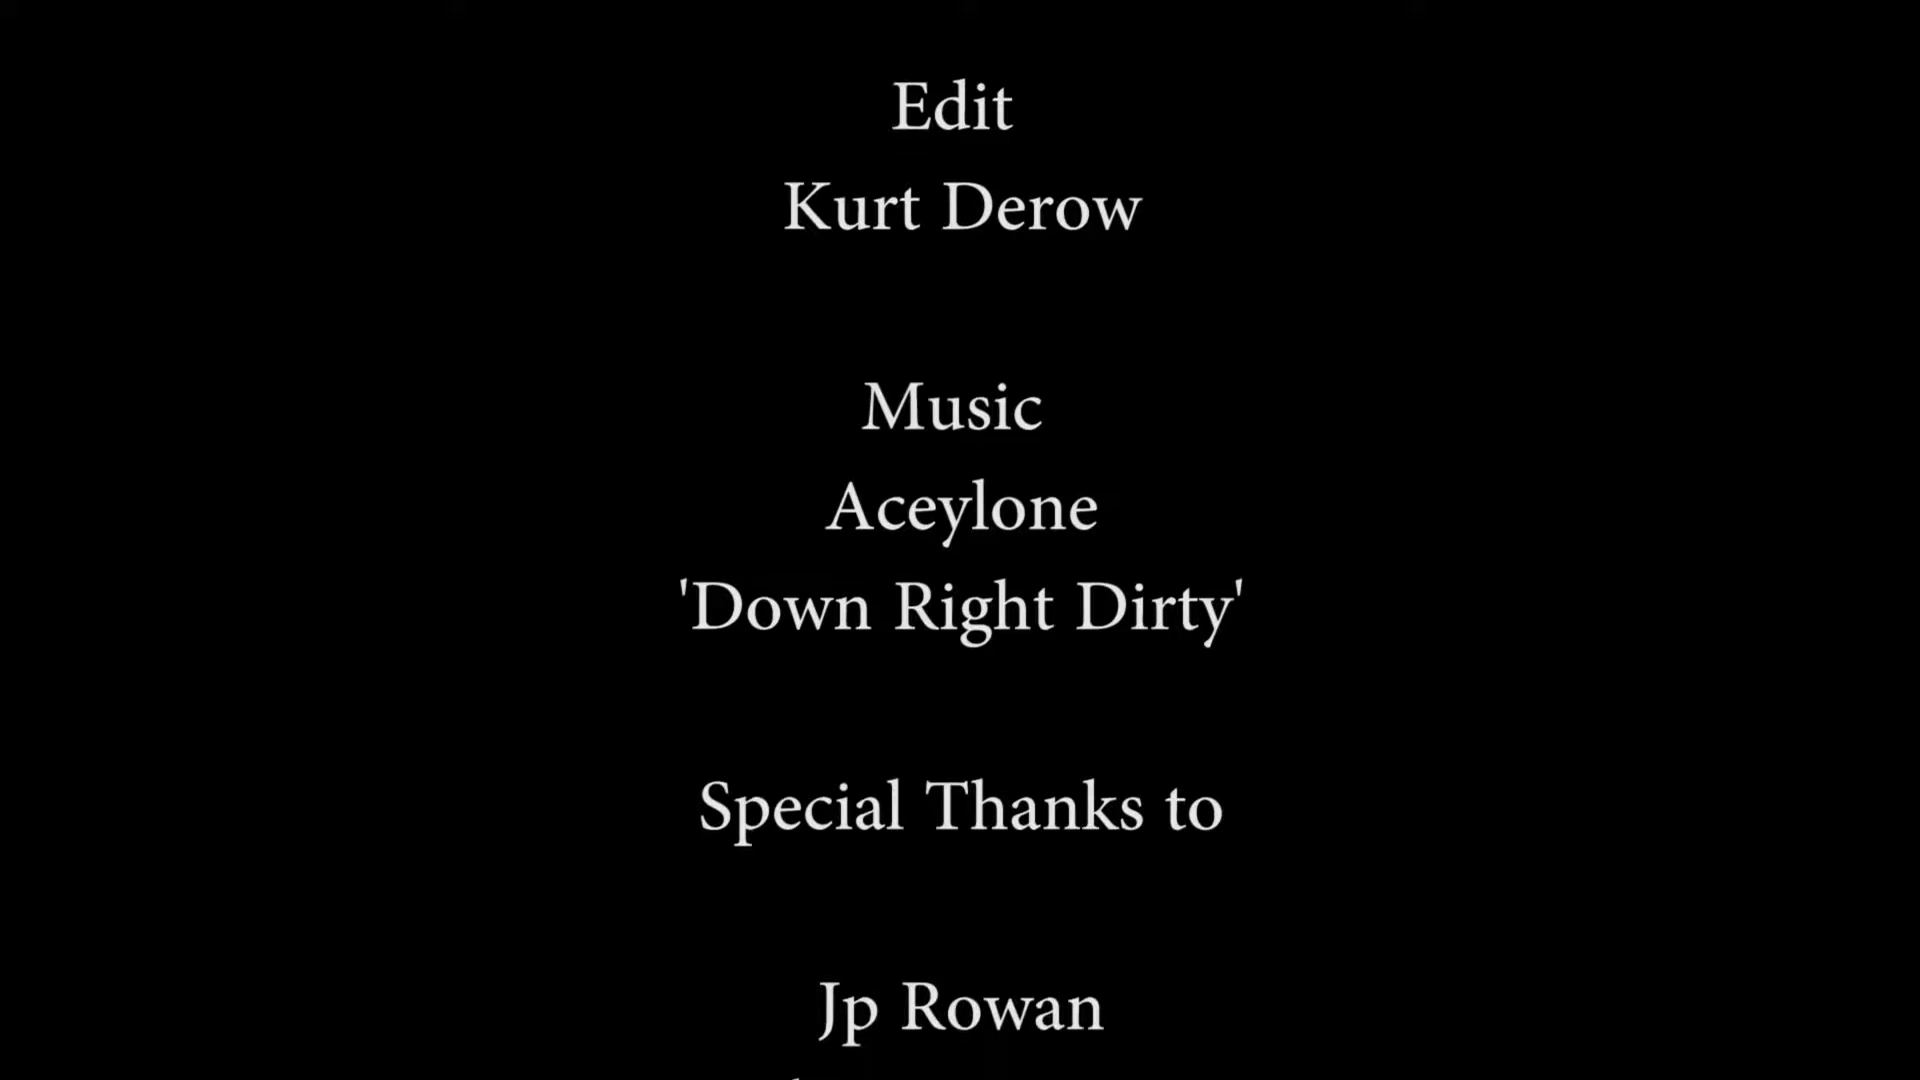 Edit
Kurt Derow
Music
Aceylone
'Down Right Dirty'
Special Thanks to
Jp Rowan